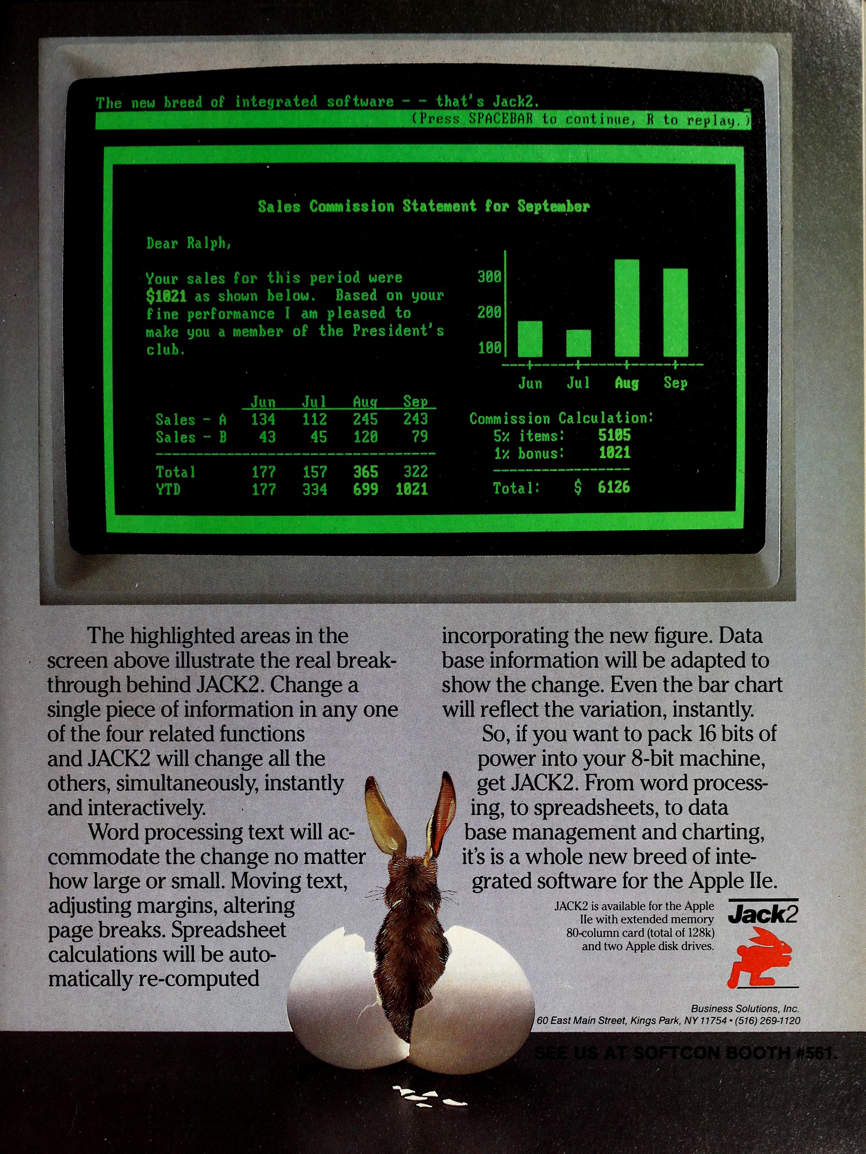 The new breed of integrated software - - that's Jack2.
(Press SPACEBAR to continue, R to replay.)
Sales Commission Statement for September
Dear Ralph,
Your sales for this period were
$1021 as shown below. Based on your
fine performance I am pleased to
make you a member of the President's
club.
300
200
100
Jun Jul Aug Sep
Jun Jul Aug Sep
Sales - A 134 112 245 243
Sales - B 43 45 120 79
Total 177 157 365 322
YTD 177 334 699 1021
Commission Calculation:
5% items: 5105
1% bonus: 1021
Total: $ 6126
The highlighted areas in the
screen above illustrate the real break-
through behind JACK2. Change a
single piece of information in any one
of the four related functions
and JACK2 will change all the
others, simultaneously, instantly
and interactively.
Word processing text will ac-
commodate the change no matter
how large or small. Moving text,
adjusting margins, altering
page breaks. Spreadsheet
calculations will be auto-
matically re-computed
incorporating the new figure. Data
base information will be adapted to
show the change. Even the bar chart
will reflect the variation, instantly.
So, if you want to pack 16 bits of
power into your 8-bit machine,
get JACK2. From word process-
ing, to spreadsheets, to data
base management and charting,
it's is a whole new breed of inte-
grated software for the Apple IIe.
JACK2 is available for the Apple
IIe with extended memory
80-column card (total of 128k)
and two Apple disk drives.
Jack2
Business Solutions, Inc.
60 East Main Street, Kings Park, NY 11754 • (516) 269-1120
SEE US AT SOFTCON BOOTH #561.